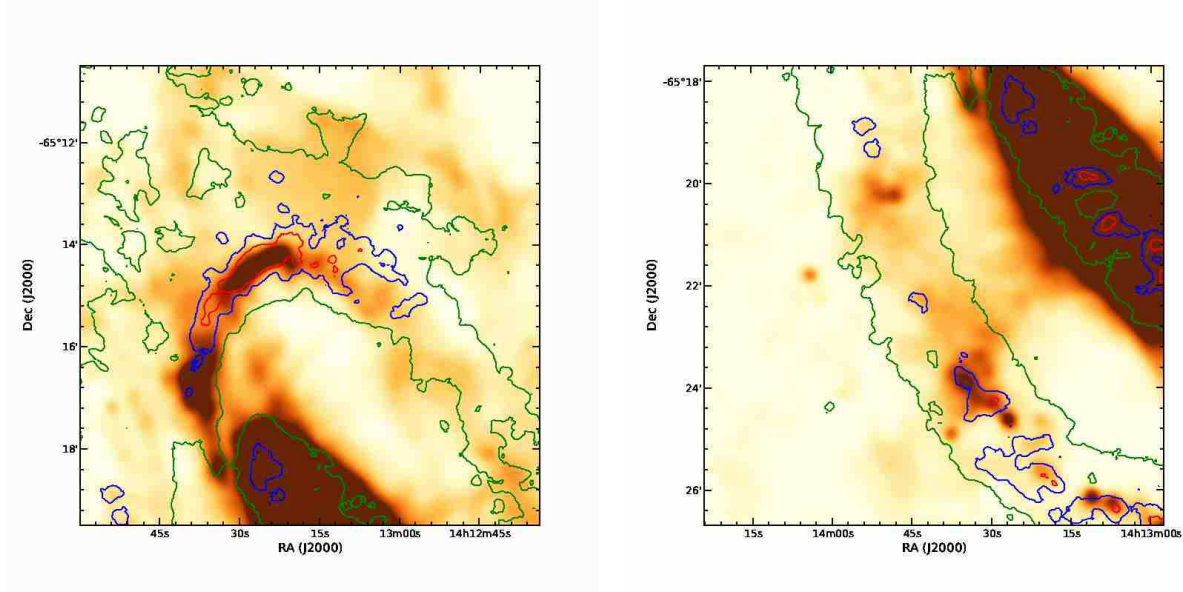 -65°12'
14'
16'
18'
Dec (J2000)
45s
30s
15s
13m00s
14h12m45s
RA (J2000)
-65°18'
20'
22'
24'
26'
Dec (J2000)
15s
14m00s
45s
30s
15s
14h13m00s
RA (J2000)